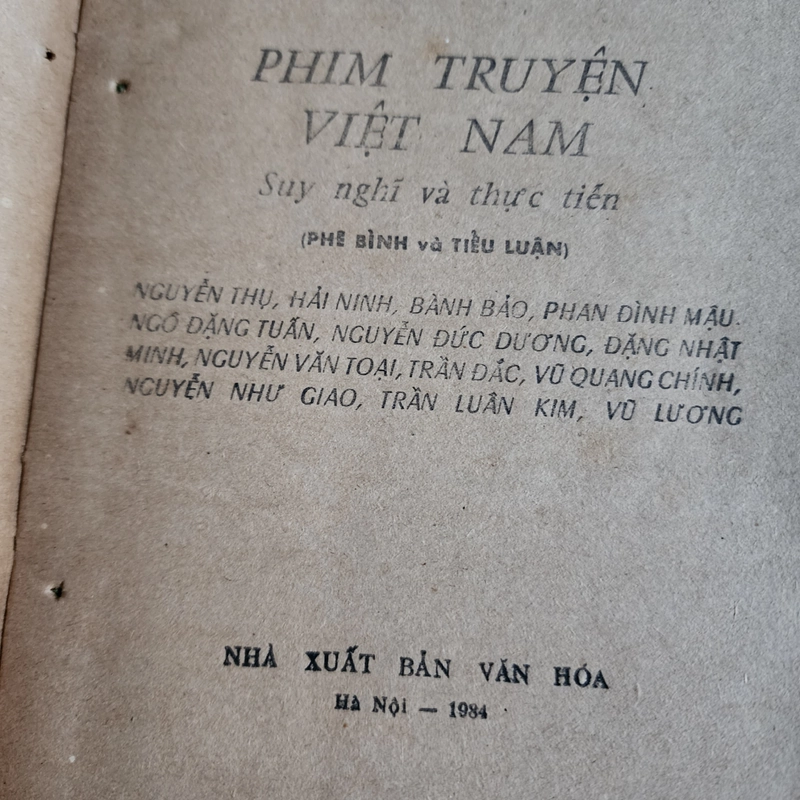 PHIM TRUYỆN
VIỆT NAM
Suy nghĩ và thực tiễn
(PHÊ BÌNH và TIỂU LUẬN)
NGUYỄN THỤ, HẢI NINH, BÀNH BẢO, PHAN ĐÌNH MẬU.
NGÔ ĐẶNG TUẤN, NGUYỄN ĐỨC DƯƠNG, ĐẶNG NHẬT
MINH, NGUYỄN VĂN TOẠI, TRẦN ĐẮC, VŨ QUANG CHÍNH,
NGUYỄN NHƯ GIAO, TRẦN LUÂN KIM, VŨ LƯƠNG
NHÀ XUẤT BẢN VĂN HÓA
Hà Nội — 1984